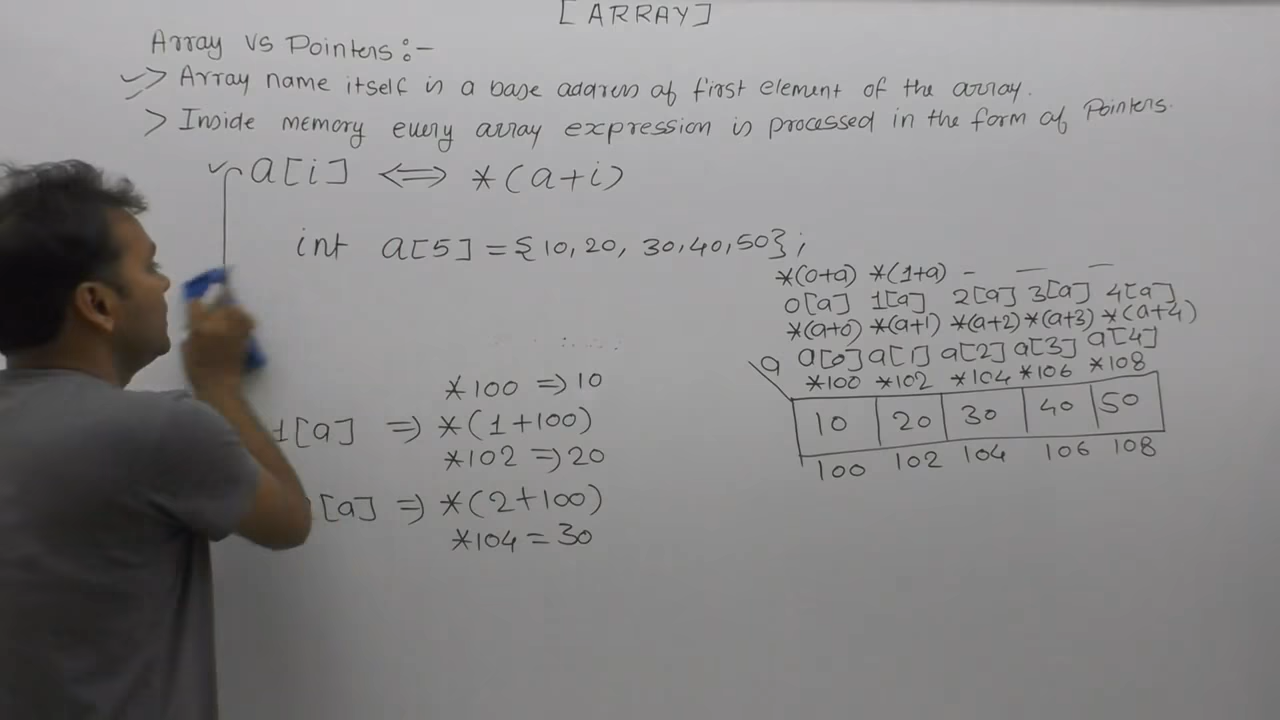 [ARRAY]
Array vs Pointers :-
> Array name itself is a base address of first element of the array.
> Inside memory every array expression is processed in the form of Pointers.
a[i] <=> *(a+i)
int a[5] = {10, 20, 30, 40, 50};
*100 => 10
1[a] => *(1+100)
*102 => 20
[a] => *(2+100)
*104 = 30
*(0+a) *(1+a) - — —
0[a] 1[a] 2[a] 3[a] 4[a]
*(a+0) *(a+1) *(a+2) *(a+3) *(a+4)
a a[0] a[1] a[2] a[3] a[4]
*100 *102 *104 *106 *108
10 20 30 40 50
100 102 104 106 108